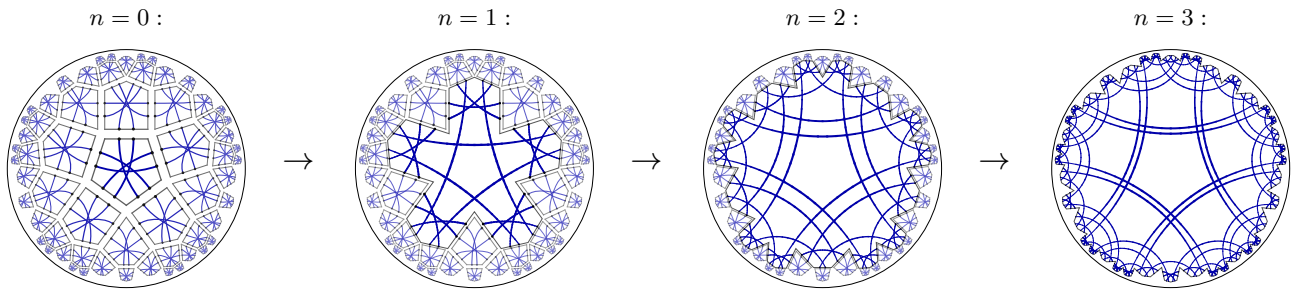 n = 0 :
n = 1 :
n = 2 :
n = 3 :